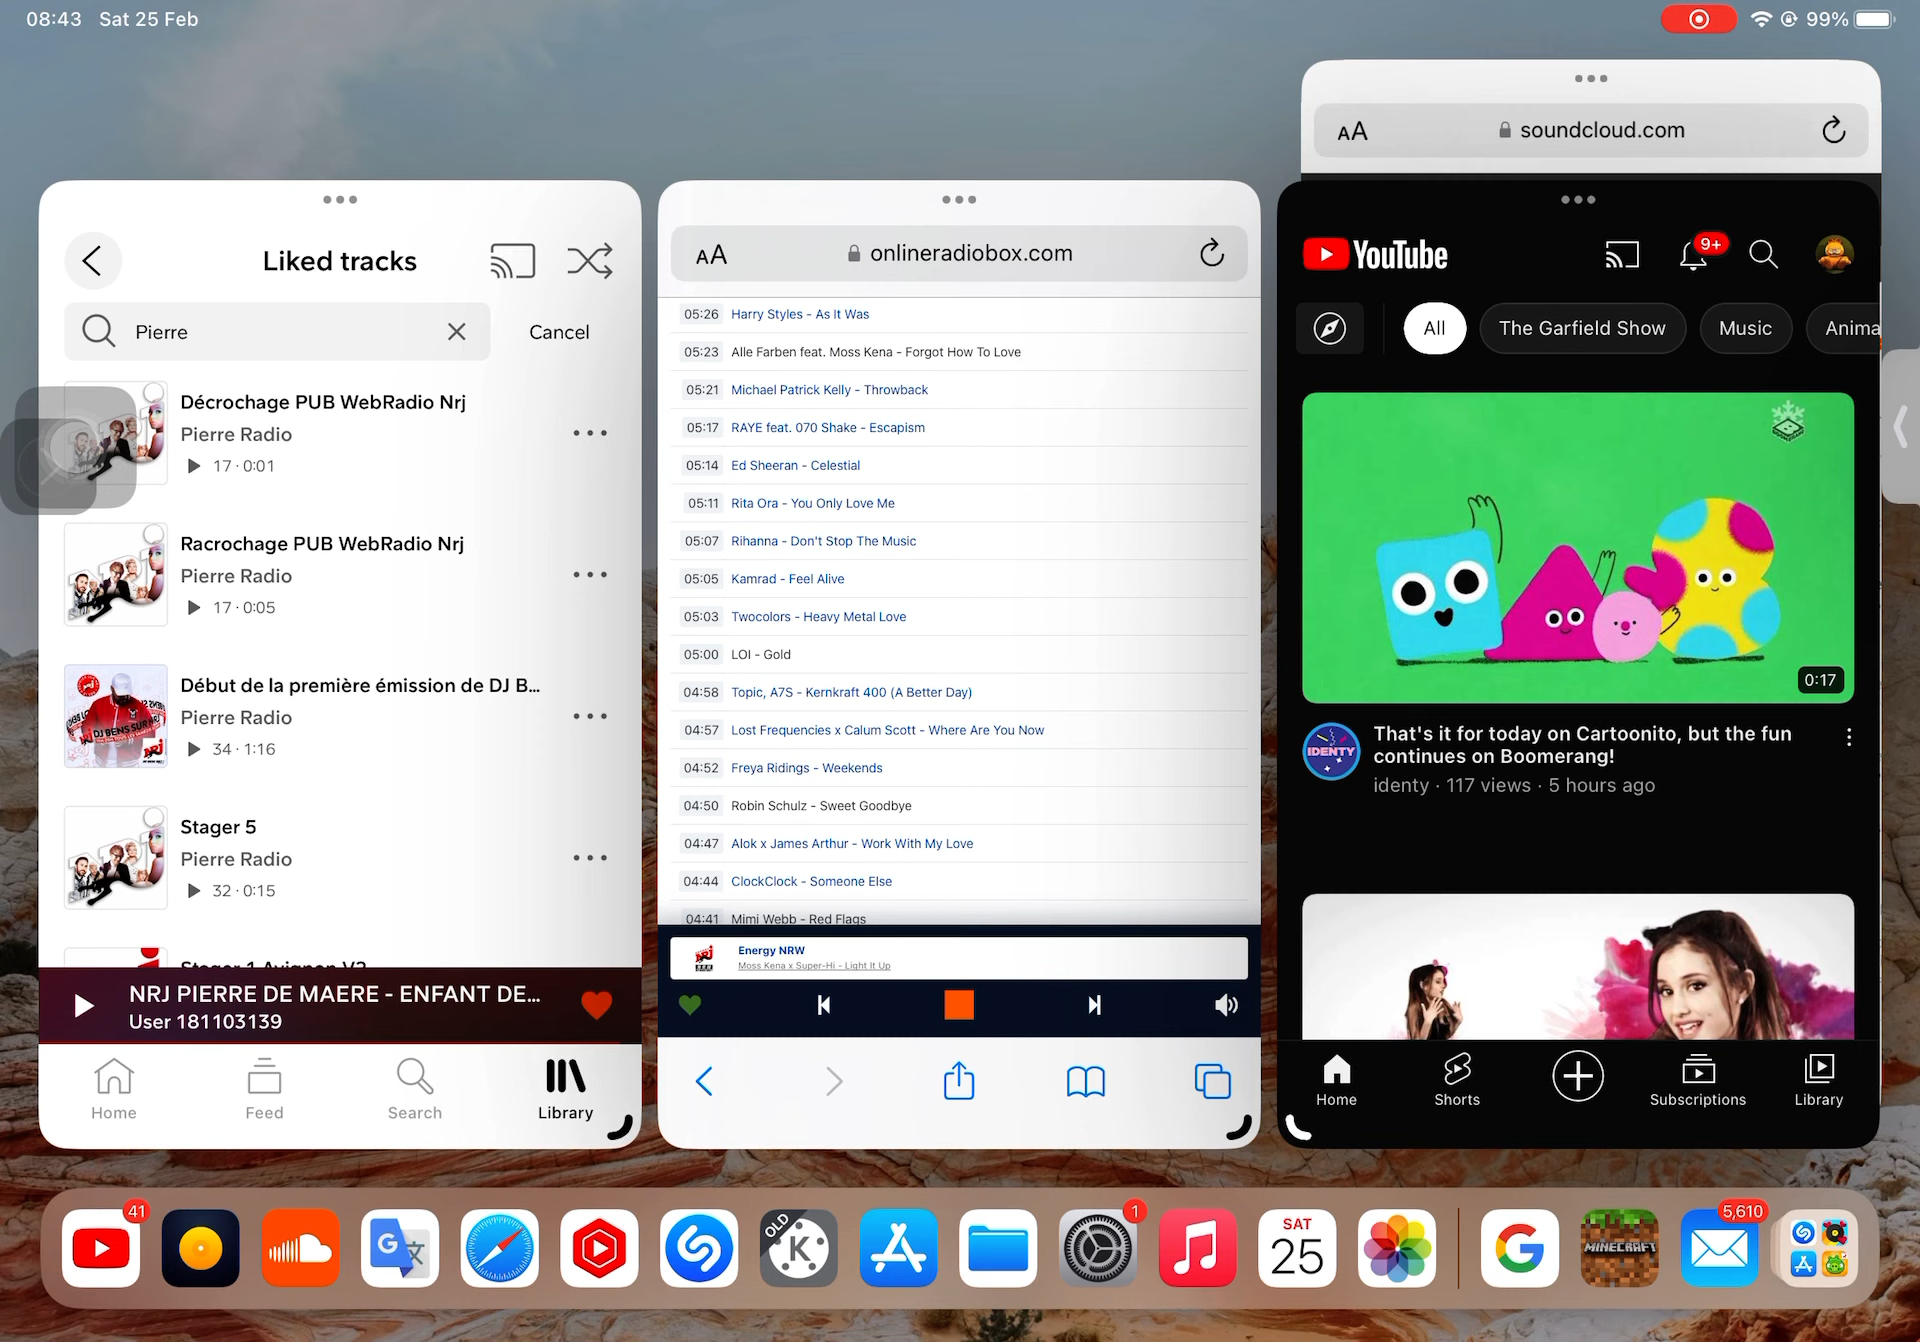 08:43 Sat 25 Feb
99%
AA soundcloud.com
Liked tracks
Pierre
Cancel
Décrochage PUB WebRadio Nrj
Pierre Radio
17 · 0:01
Racrochage PUB WebRadio Nrj
Pierre Radio
17 · 0:05
Début de la première émission de DJ B...
Pierre Radio
34 · 1:16
Stager 5
Pierre Radio
32 · 0:15
Stager 1 Avignon V2
NRJ PIERRE DE MAERE - ENFANT DE...
User 181103139
Home
Feed
Search
Library
AA onlineradiobox.com
05:26 Harry Styles - As It Was
05:23 Alle Farben feat. Moss Kena - Forgot How To Love
05:21 Michael Patrick Kelly - Throwback
05:17 RAYE feat. 070 Shake - Escapism
05:14 Ed Sheeran - Celestial
05:11 Rita Ora - You Only Love Me
05:07 Rihanna - Don't Stop The Music
05:05 Kamrad - Feel Alive
05:03 Twocolors - Heavy Metal Love
05:00 LOI - Gold
04:58 Topic, A7S - Kernkraft 400 (A Better Day)
04:57 Lost Frequencies x Calum Scott - Where Are You Now
04:52 Freya Ridings - Weekends
04:50 Robin Schulz - Sweet Goodbye
04:47 Alok x James Arthur - Work With My Love
04:44 ClockClock - Someone Else
04:41 Mimi Webb - Red Flags
Energy NRW
Moss Kena x Super-Hi - Light It Up
YouTube
9+
All
The Garfield Show
Music
Anima
0:17
IDENTY
That's it for today on Cartoonito, but the fun
continues on Boomerang!
identy · 117 views · 5 hours ago
Home
Shorts
Subscriptions
Library
41
G
OLD
K
1
SAT
25
G
MINECRAFT
5,610